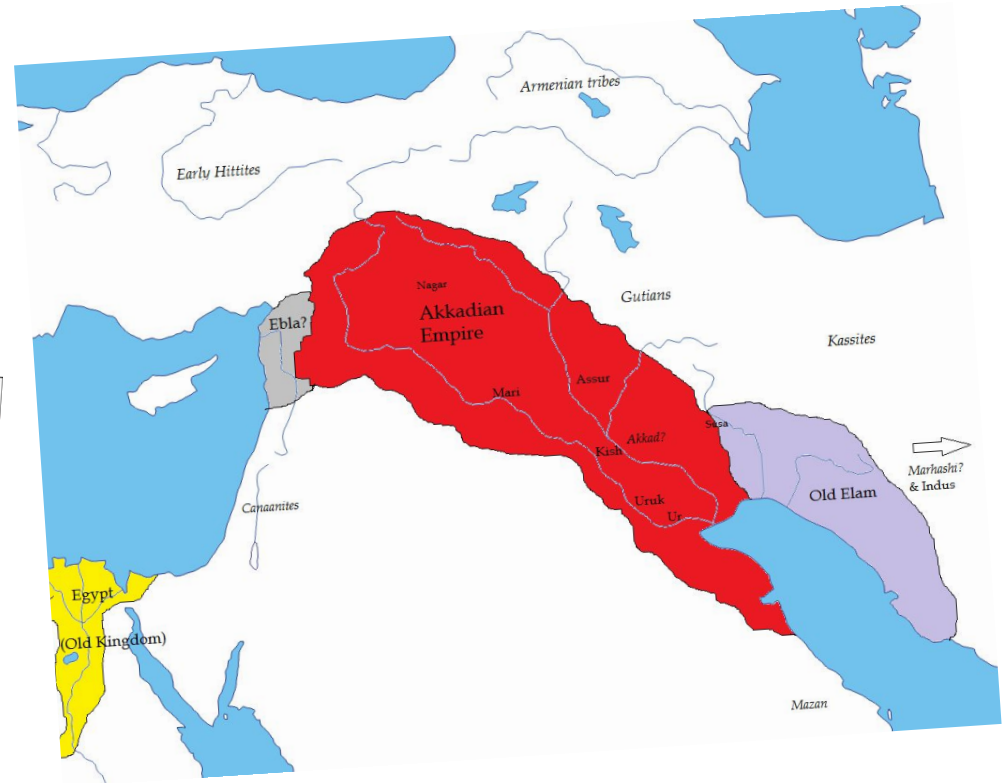 Armenian tribes
Early Hittites
Nagar
Akkadian
Empire
Gutians
Ebla?
Kassites
Assur
Mari
Susa
Akkad?
Kish
Marhashi?
& Indus
Old Elam
Uruk
Ur
Canaanites
Egypt
(Old Kingdom)
Mazan